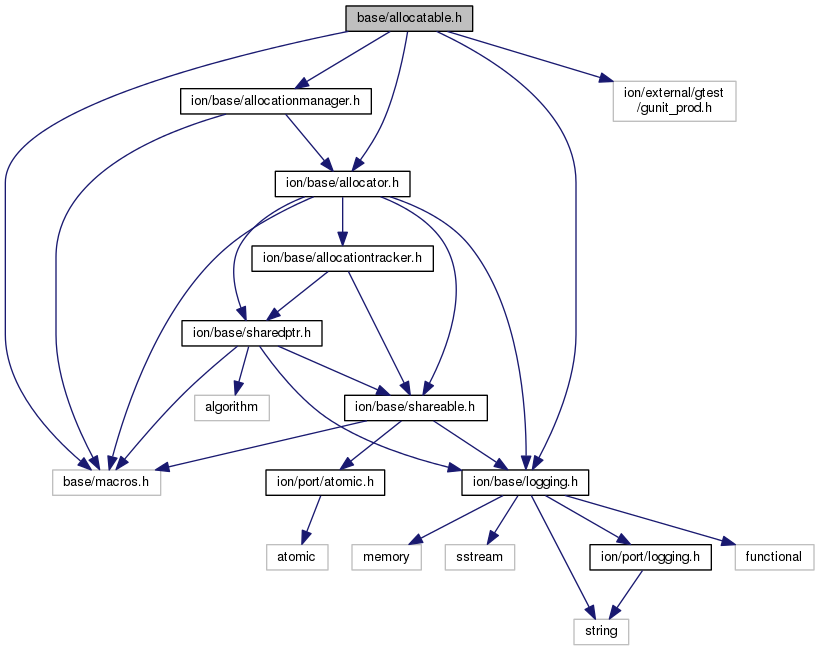 base/allocatable.h
ion/base/allocationmanager.h
ion/external/gtest
/gunit_prod.h
ion/base/allocator.h
ion/base/allocationtracker.h
ion/base/sharedptr.h
algorithm
ion/base/shareable.h
base/macros.h
ion/port/atomic.h
ion/base/logging.h
atomic
memory
sstream
ion/port/logging.h
functional
string